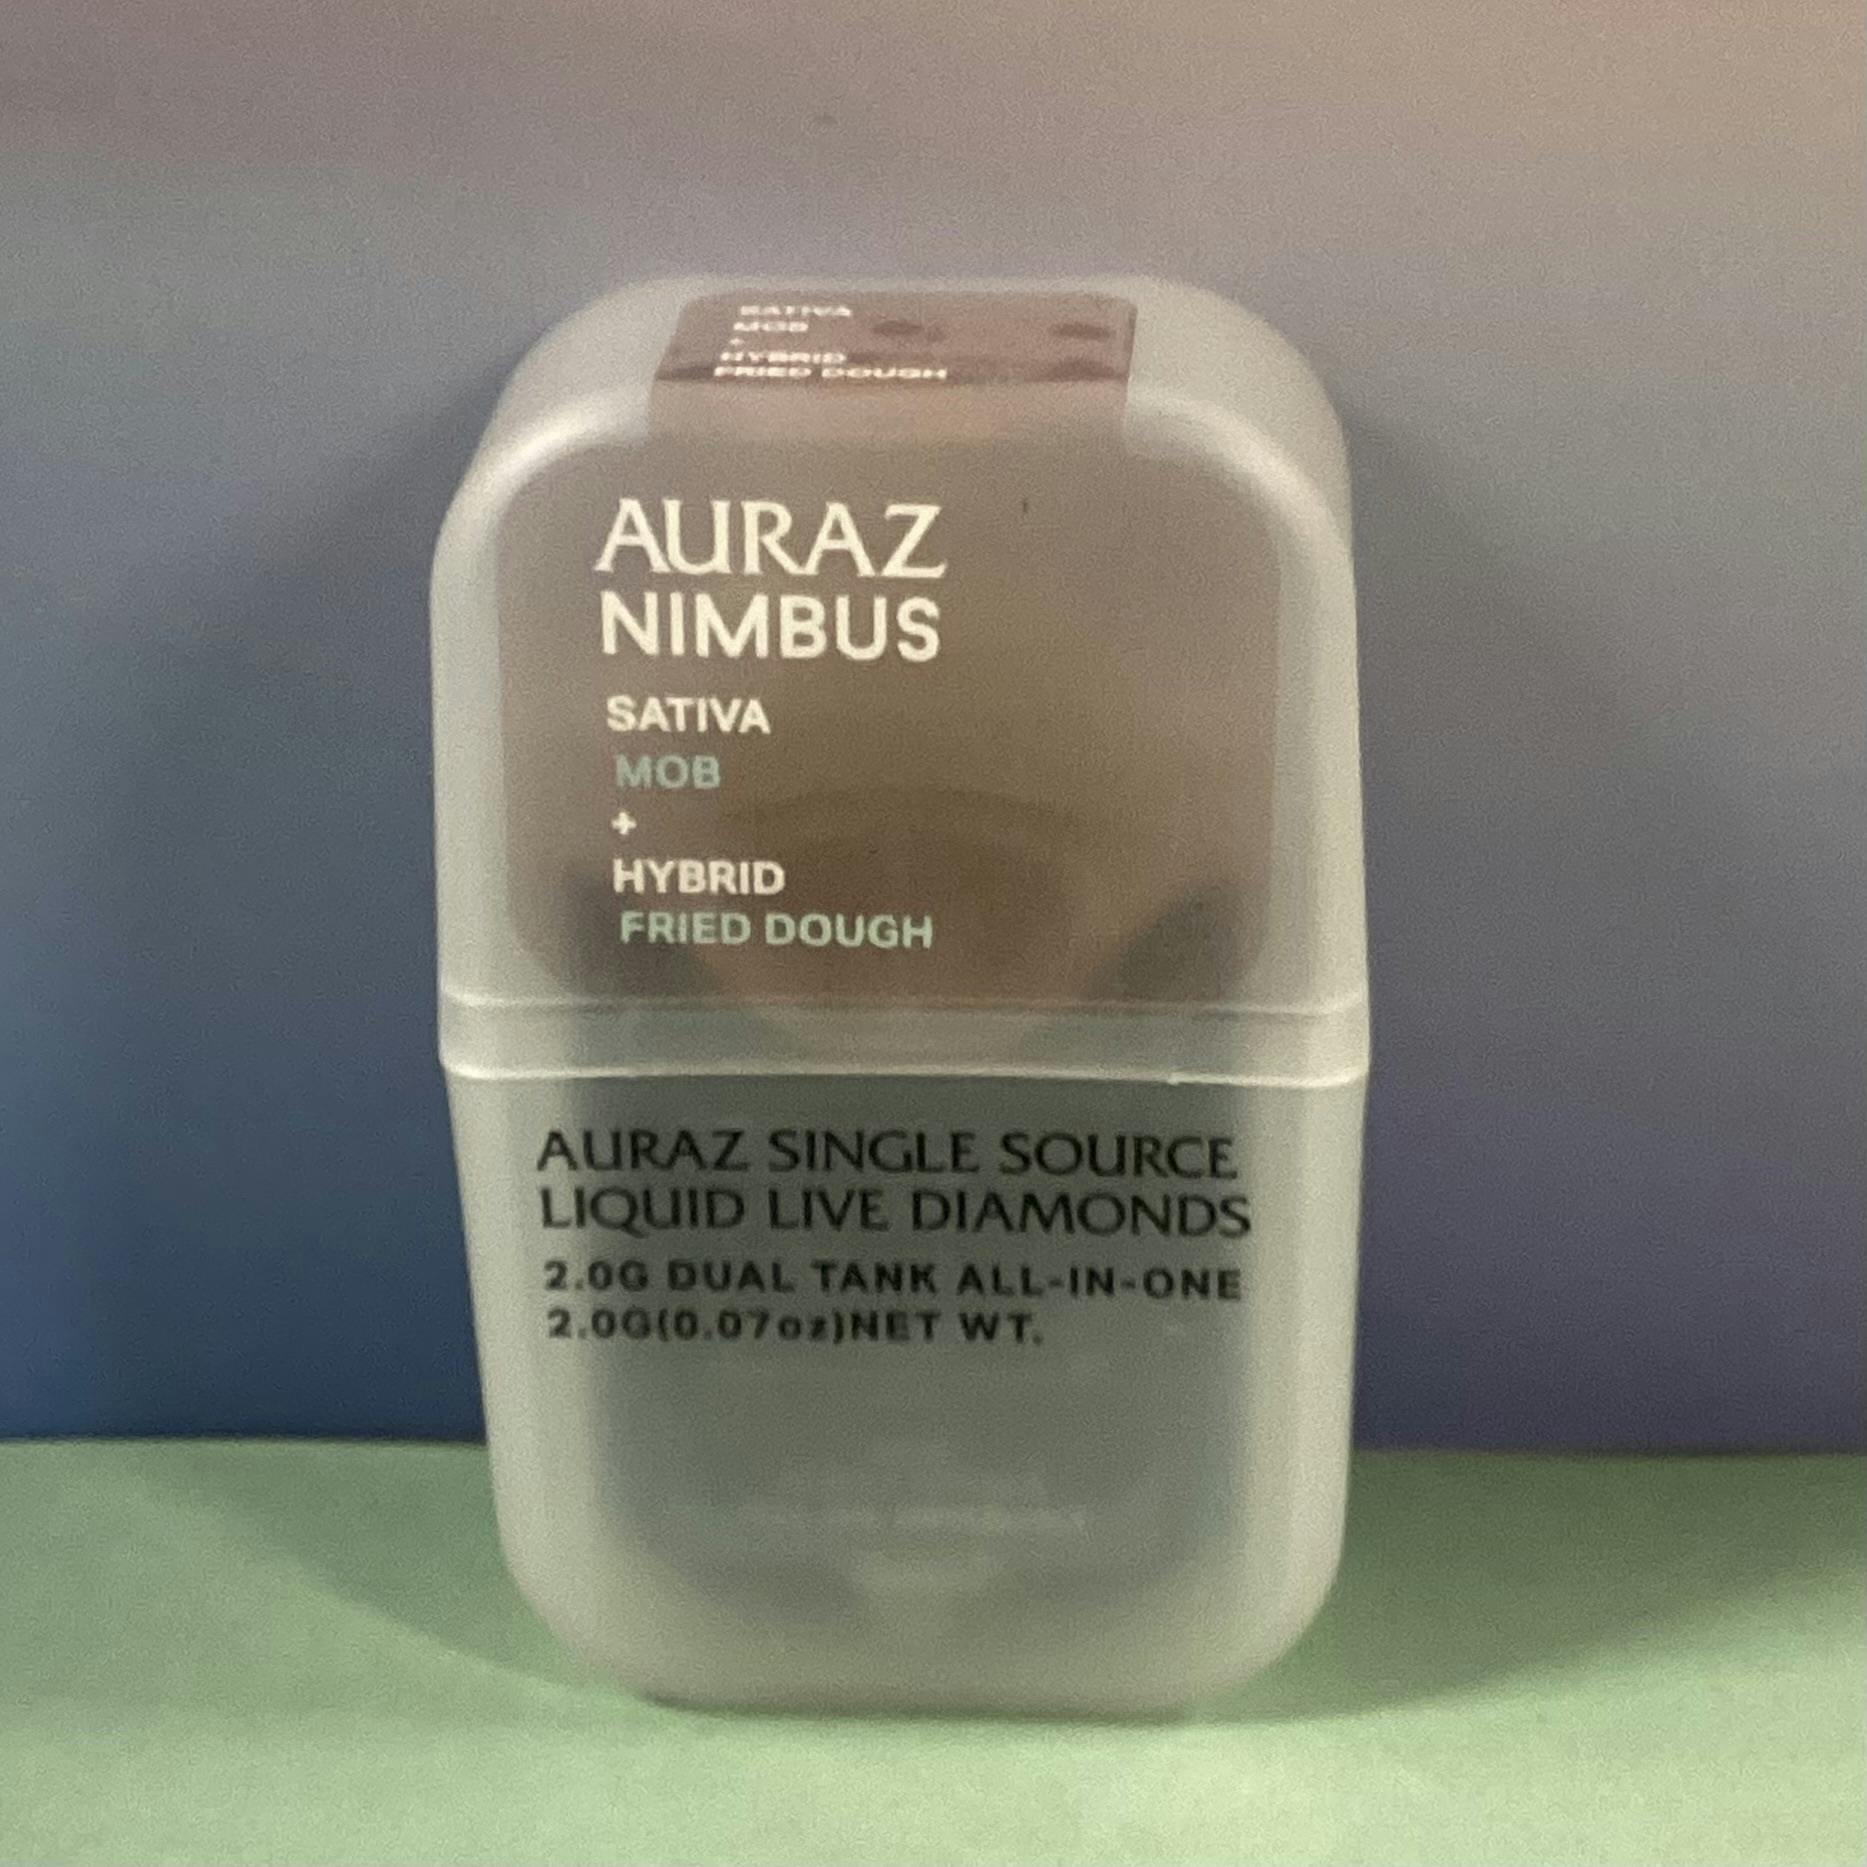 SATIVA
MOB
+
HYBRID
FRIED DOUGH
AURAZ
NIMBUS
SATIVA
MOB
+
HYBRID
FRIED DOUGH
AURAZ SINGLE SOURCE
LIQUID LIVE DIAMONDS
2.0G DUAL TANK ALL-IN-ONE
2.0G(0.07oz)NET WT.